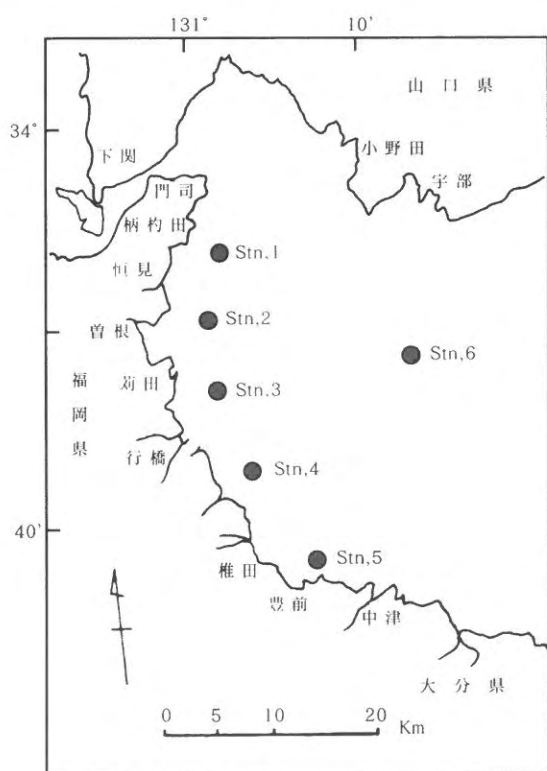 131°
10'
山口県
34°
下関
小野田
宇部
門司
柄杓田
Stn,1
恒見
Stn,2
曽根
Stn,6
福岡県
苅田
Stn,3
行橋
Stn,4
40'
Stn,5
椎田
豊前
中津
大分県
0 5 10 20
Km